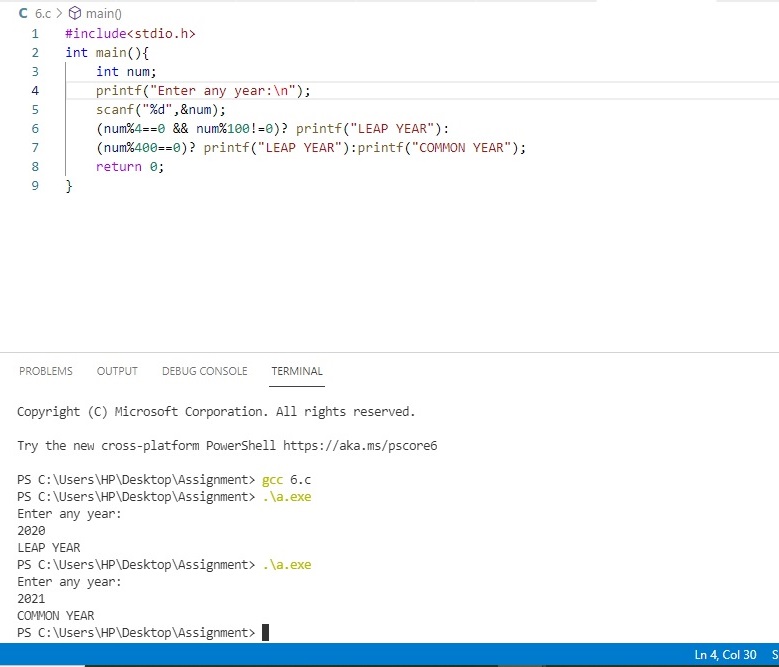 C 6.c > main()
1 #include<stdio.h>
2 int main(){
3 int num;
4 printf("Enter any year:\n");
5 scanf("%d",&num);
6 (num%4==0 && num%100!=0)? printf("LEAP YEAR"):
7 (num%400==0)? printf("LEAP YEAR"):printf("COMMON YEAR");
8 return 0;
9 }
PROBLEMS OUTPUT DEBUG CONSOLE TERMINAL
Copyright (C) Microsoft Corporation. All rights reserved.
Try the new cross-platform PowerShell https://aka.ms/pscore6
PS C:\Users\HP\Desktop\Assignment> gcc 6.c
PS C:\Users\HP\Desktop\Assignment> .\a.exe
Enter any year:
2020
LEAP YEAR
PS C:\Users\HP\Desktop\Assignment> .\a.exe
Enter any year:
2021
COMMON YEAR
PS C:\Users\HP\Desktop\Assignment>
Ln 4, Col 30 S